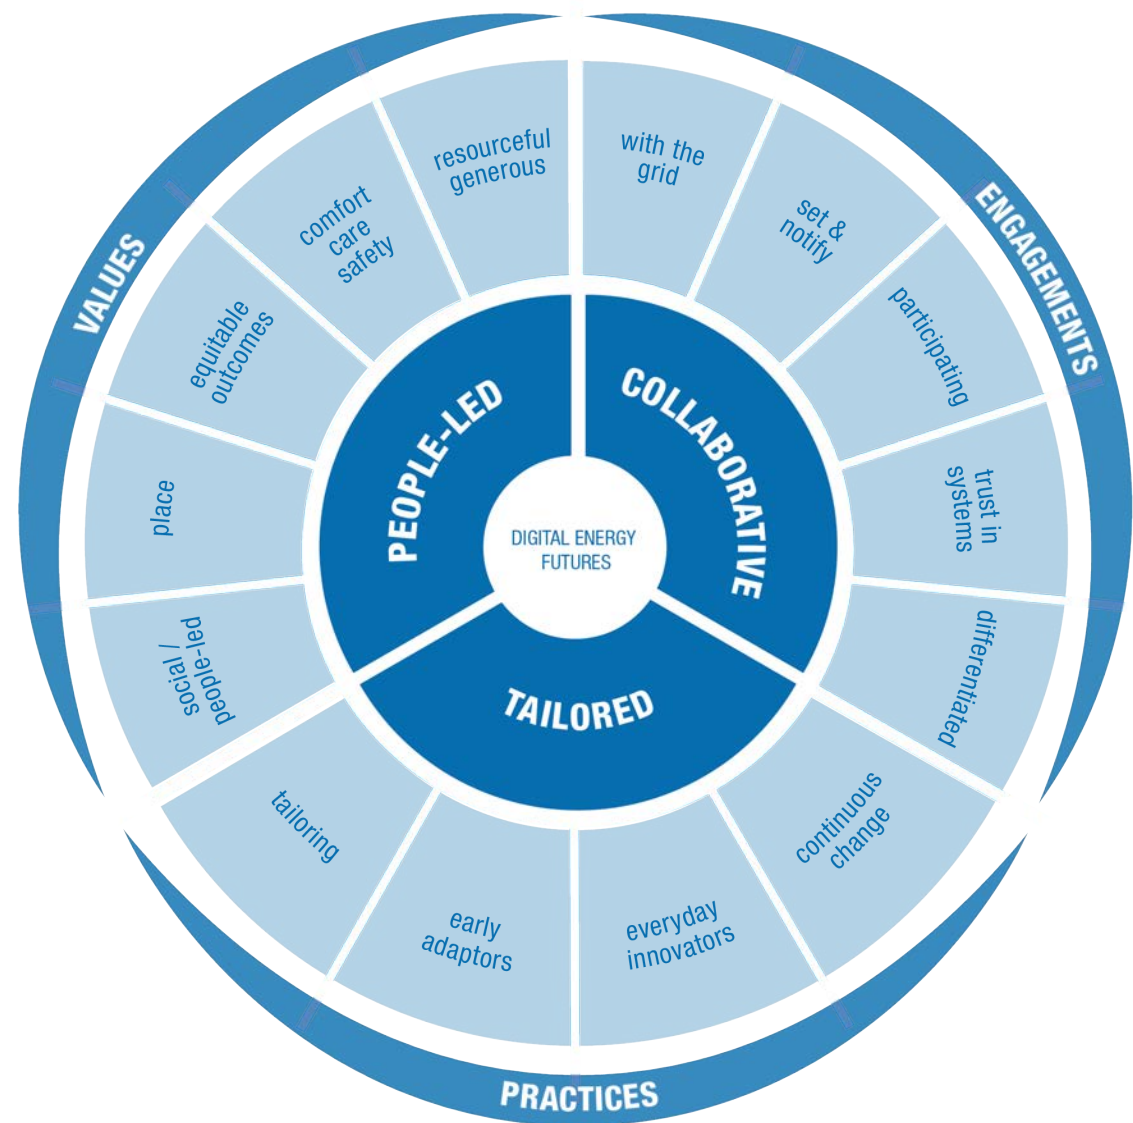 VALUES
ENGAGEMENTS
PRACTICES
resourceful
generous
comfort
care
safety
equitable
outcomes
place
social /
people-led
with the
grid
set &
notify
participating
trust in
systems
differentiated
continuous
change
everyday
innovators
early
adaptors
tailoring
PEOPLE-LED
COLLABORATIVE
TAILORED
DIGITAL ENERGY
FUTURES